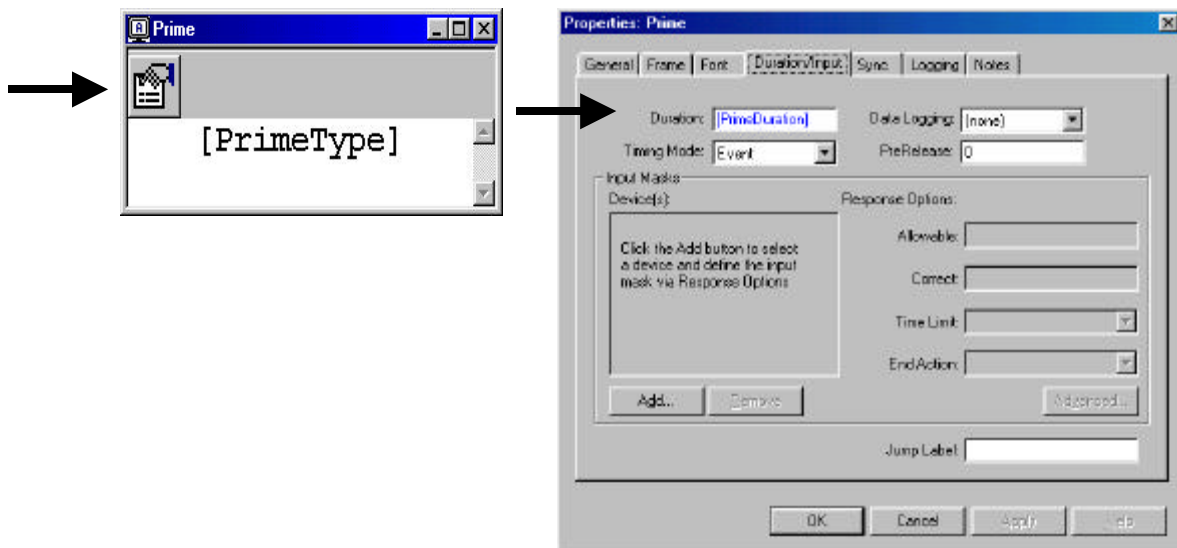 Prime
[PrimeType]
Properties: Prime
General Frame Font Duration/Input Sync Logging Notes
Duration: [PrimeDuration] Data Logging: (none)
Timing Mode: Event PreRelease: 0
Input Masks
Device(s): Response Options:
Click the Add button to select
a device and define the input
mask via Response Options
Allowable:
Correct:
Time Limit:
End Action:
Add... Remove Advanced...
Jump Label:
OK Cancel Apply Help